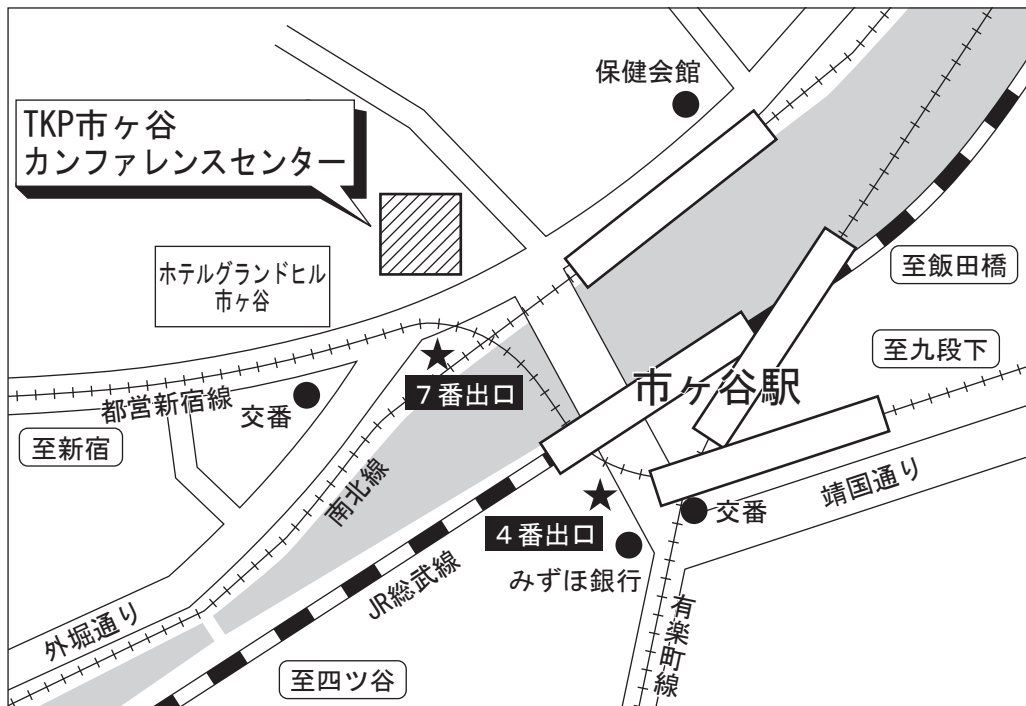 保健会館
TKP市ヶ谷
カンファレンスセンター
ホテルグランドヒル
市ヶ谷
至飯田橋
至九段下
市ヶ谷駅
７番出口
都営新宿線
交番
至新宿
南北線
靖国通り
交番
４番出口
みずほ銀行
JR総武線
有楽町線
外堀通り
至四ツ谷